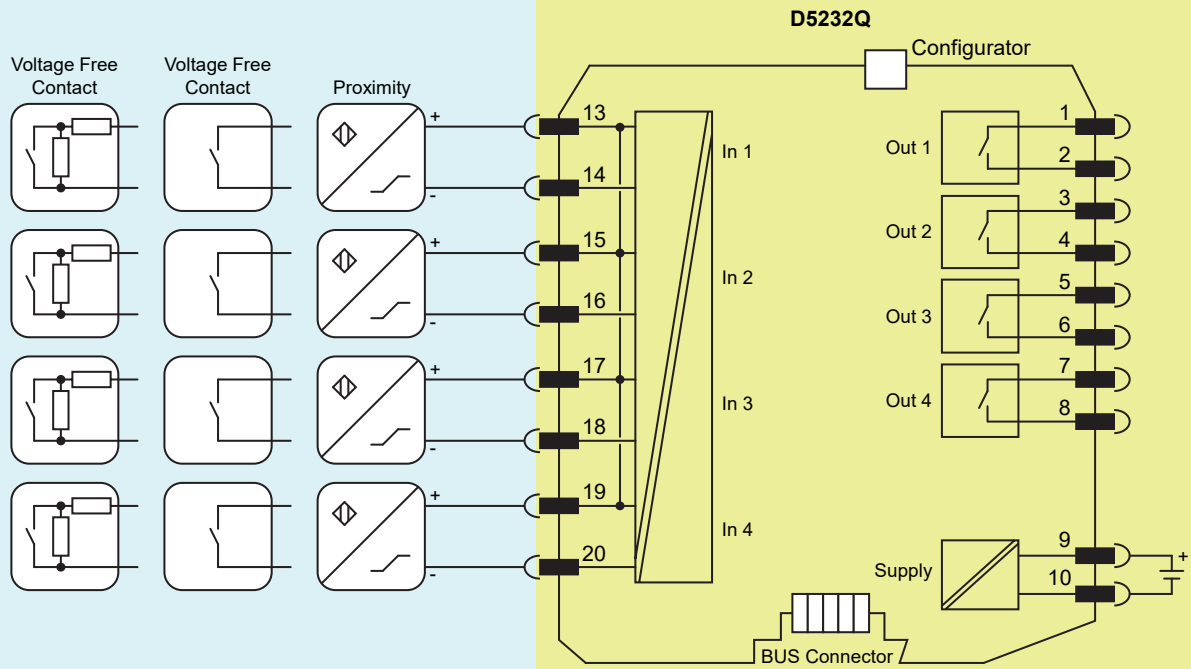 D5232Q
Configurator
Voltage Free
Contact
Voltage Free
Contact
Proximity
+
13
In 1
14
-
+
15
In 2
16
-
+
17
In 3
18
-
+
19
In 4
20
-
Out 1
1
2
Out 2
3
4
Out 3
5
6
Out 4
7
8
Supply
9
10
+
BUS Connector